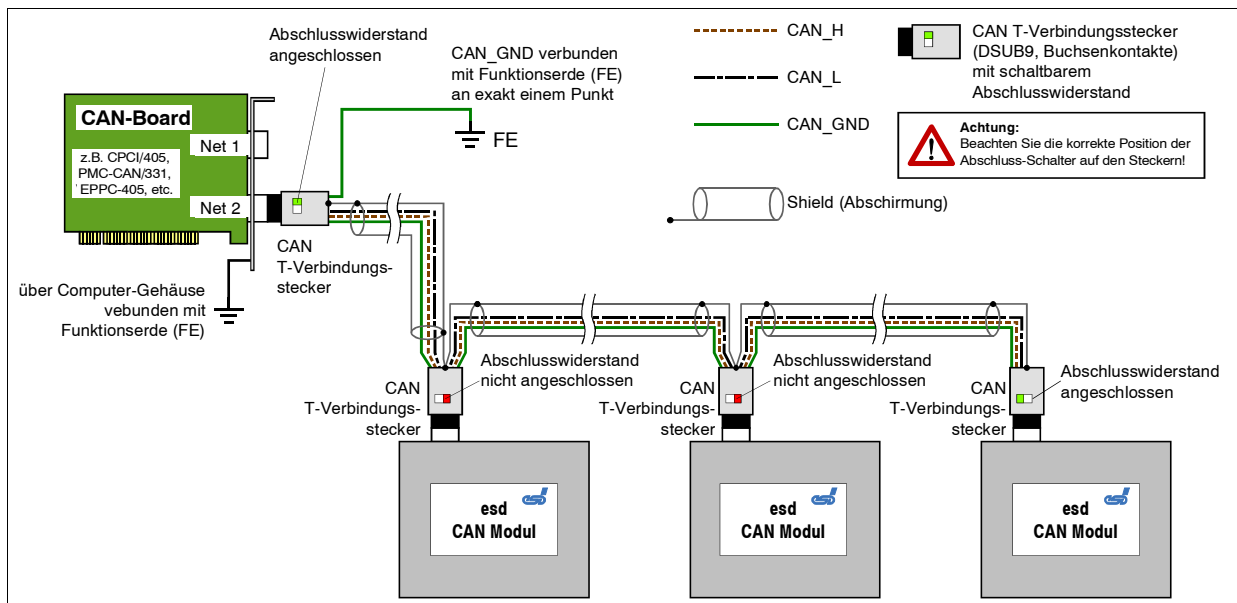 Abschlusswiderstand
angeschlossen
CAN_GND verbunden
mit Funktionserde (FE)
an exakt einem Punkt
FE
CAN_H
CAN_L
CAN_GND
CAN T-Verbindungsstecker
(DSUB9, Buchsenkontakte)
mit schaltbarem
Abschlusswiderstand
Achtung:
Beachten Sie die korrekte Position der
Abschluss-Schalter auf den Steckern!
Shield (Abschirmung)
CAN-Board
z.B. CPCI/405,
PMC-CAN/331,
EPPC-405, etc.
Net 1
Net 2
CAN
T-Verbindungs-
stecker
über Computer-Gehäuse
vebunden mit
Funktionserde (FE)
Abschlusswiderstand
nicht angeschlossen
CAN
T-Verbindungs-
stecker
Abschlusswiderstand
nicht angeschlossen
CAN
T-Verbindungs-
stecker
Abschlusswiderstand
angeschlossen
CAN
T-Verbindungs-
stecker
esd
esd
CAN Modul
esd
esd
CAN Modul
esd
esd
CAN Modul